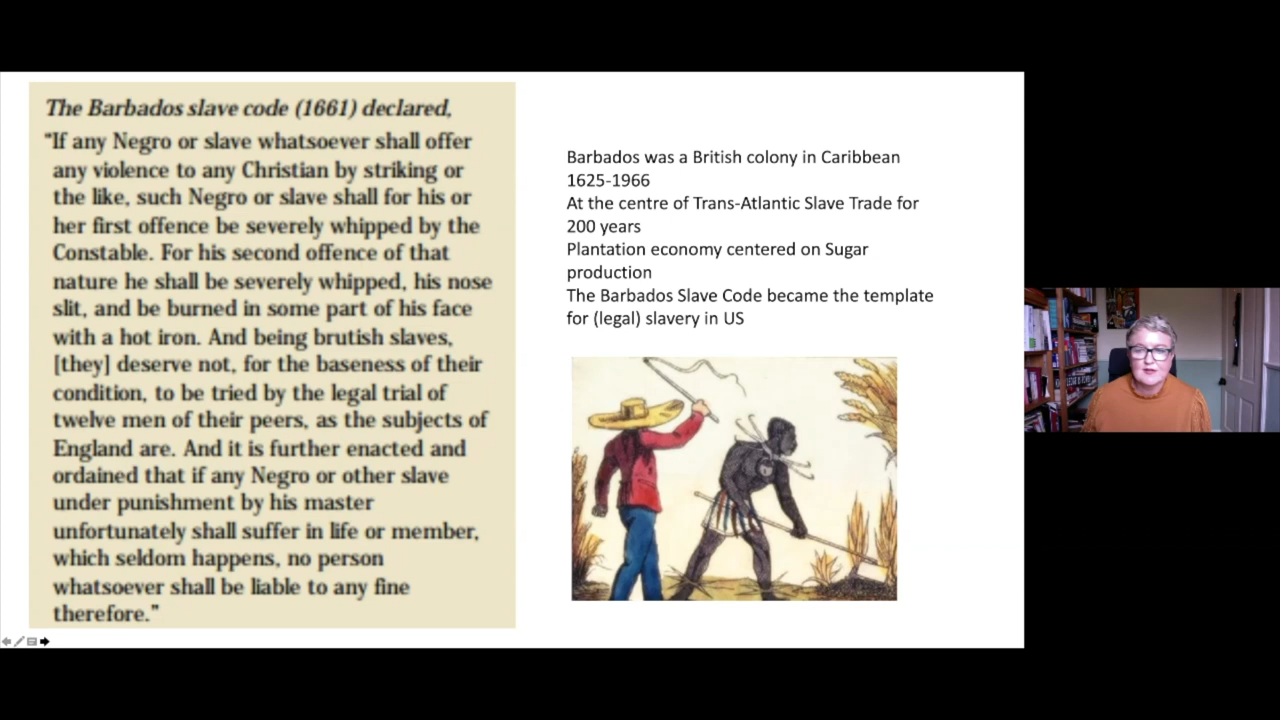 The Barbados slave code (1661) declared,
"If any Negro or slave whatsoever shall offer
any violence to any Christian by striking or
the like, such Negro or slave shall for his or
her first offence be severely whipped by the
Constable. For his second offence of that
nature he shall be severely whipped, his nose
slit, and be burned in some part of his face
with a hot iron. And being brutish slaves,
[they] deserve not, for the baseness of their
condition, to be tried by the legal trial of
twelve men of their peers, as the subjects of
England are. And it is further enacted and
ordained that if any Negro or other slave
under punishment by his master
unfortunately shall suffer in life or member,
which seldom happens, no person
whatsoever shall be liable to any fine
therefore."
Barbados was a British colony in Caribbean
1625-1966
At the centre of Trans-Atlantic Slave Trade for
200 years
Plantation economy centered on Sugar
production
The Barbados Slave Code became the template
for (legal) slavery in US